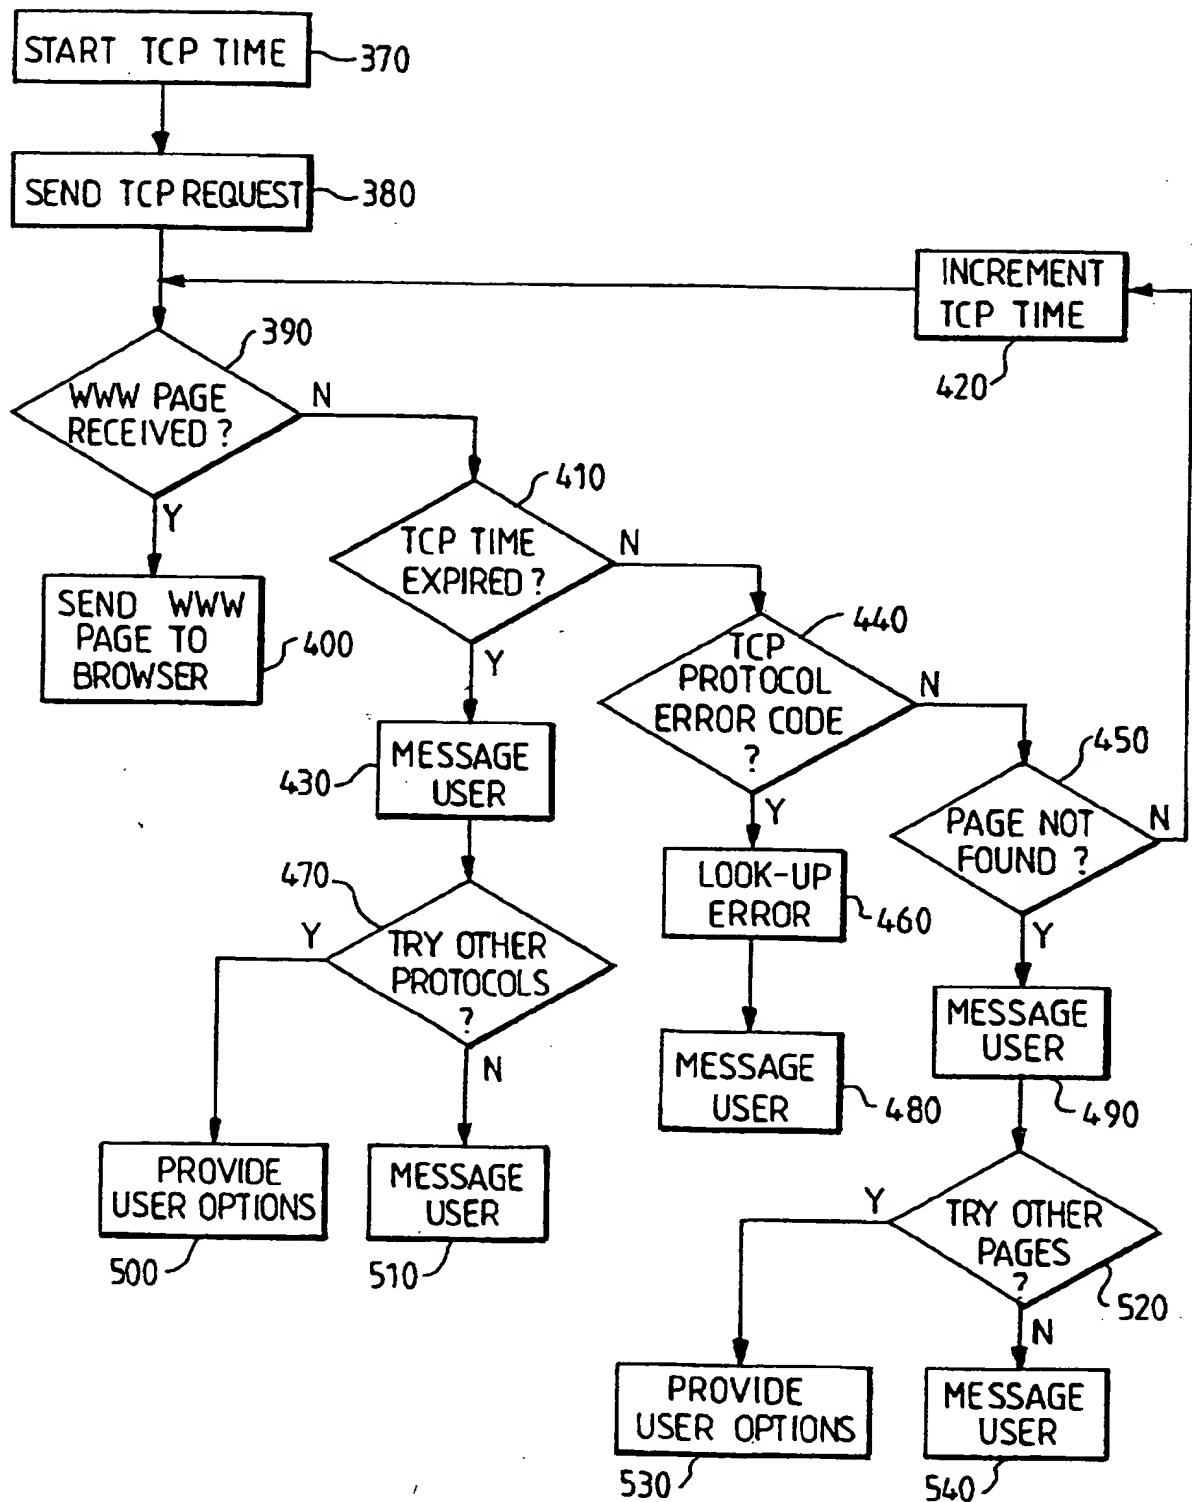 START TCP TIME
370
SEND TCP REQUEST
380
INCREMENT
TCP TIME
420
390
WWW PAGE
RECEIVED ?
N
Y
410
TCP TIME
EXPIRED ?
N
Y
SEND WWW
PAGE TO
BROWSER
400
440
TCP
PROTOCOL
ERROR CODE
?
N
Y
MESSAGE
USER
430
450
PAGE NOT
FOUND ?
N
Y
LOOK-UP
ERROR
460
470
TRY OTHER
PROTOCOLS
?
Y
N
MESSAGE
USER
480
MESSAGE
USER
490
PROVIDE
USER OPTIONS
500
MESSAGE
USER
510
TRY OTHER
PAGES
?
Y
N
520
PROVIDE
USER OPTIONS
530
MESSAGE
USER
540